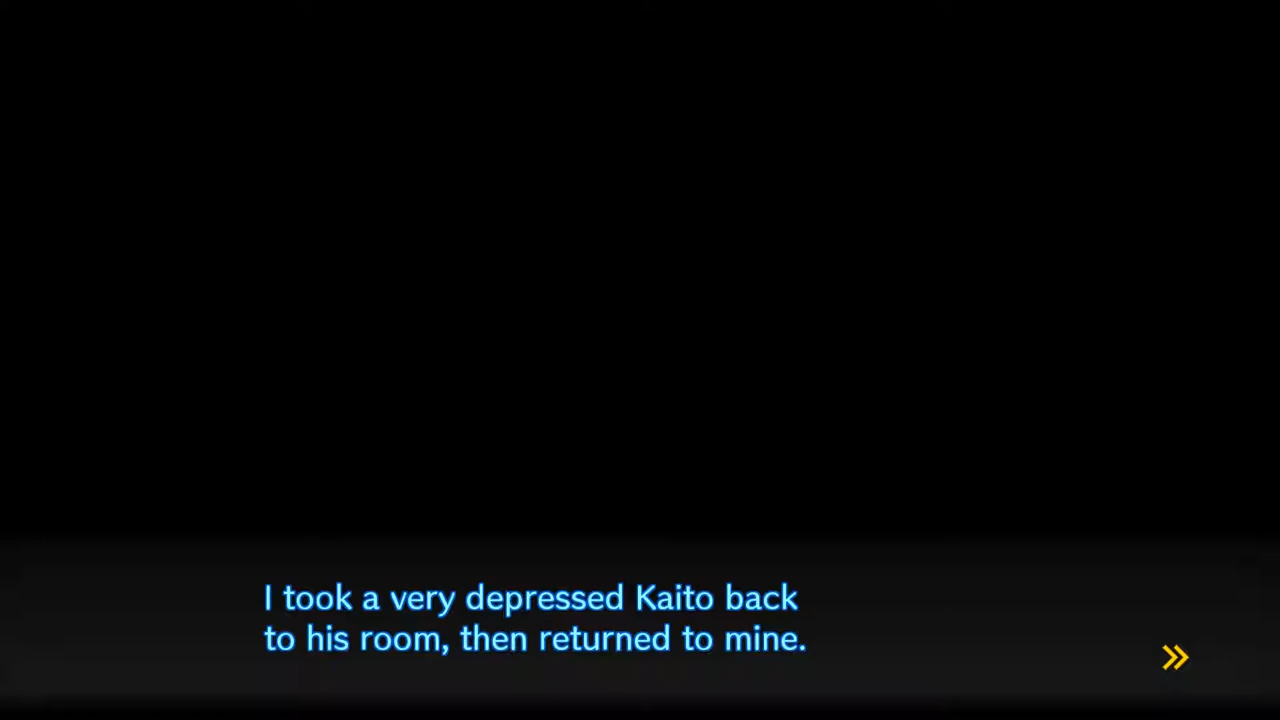 I took a very depressed Kaito back
to his room, then returned to mine.